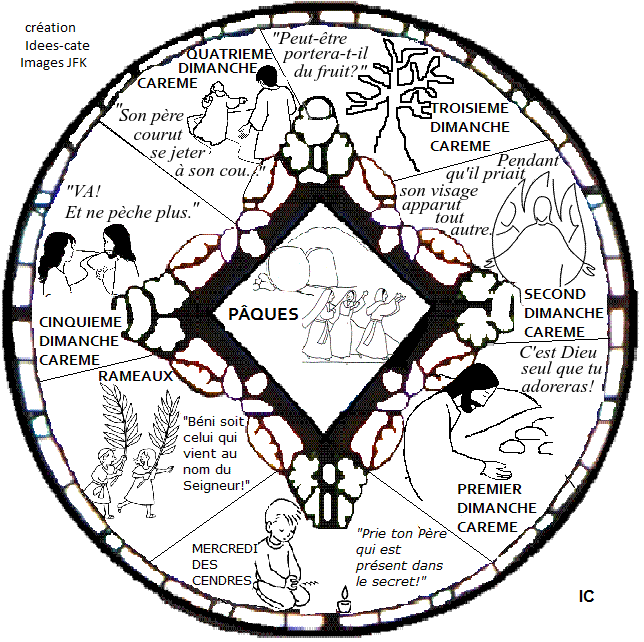 création
Idees-cate
Images JFK
"Peut-être
portera-t-il
du fruit?"
QUATRIEME
DIMANCHE
CAREME
"Son père
courut
se jeter
à son cou..."
TROISIEME
DIMANCHE
CAREME
Pendant
qu'il priait
son visage
apparut
tout
autre.
SECOND
DIMANCHE
CAREME
"VA!
Et ne pèche plus."
CINQUIEME
DIMANCHE
CAREME
PÂQUES
C'est Dieu
seul que tu
adoreras!
PREMIER
DIMANCHE
CAREME
RAMEAUX
"Béni soit
celui qui
vient au
nom du
Seigneur!"
MERCREDI
DES
CENDRES
"Prie ton Père
qui est
présent dans
le secret!"
IC